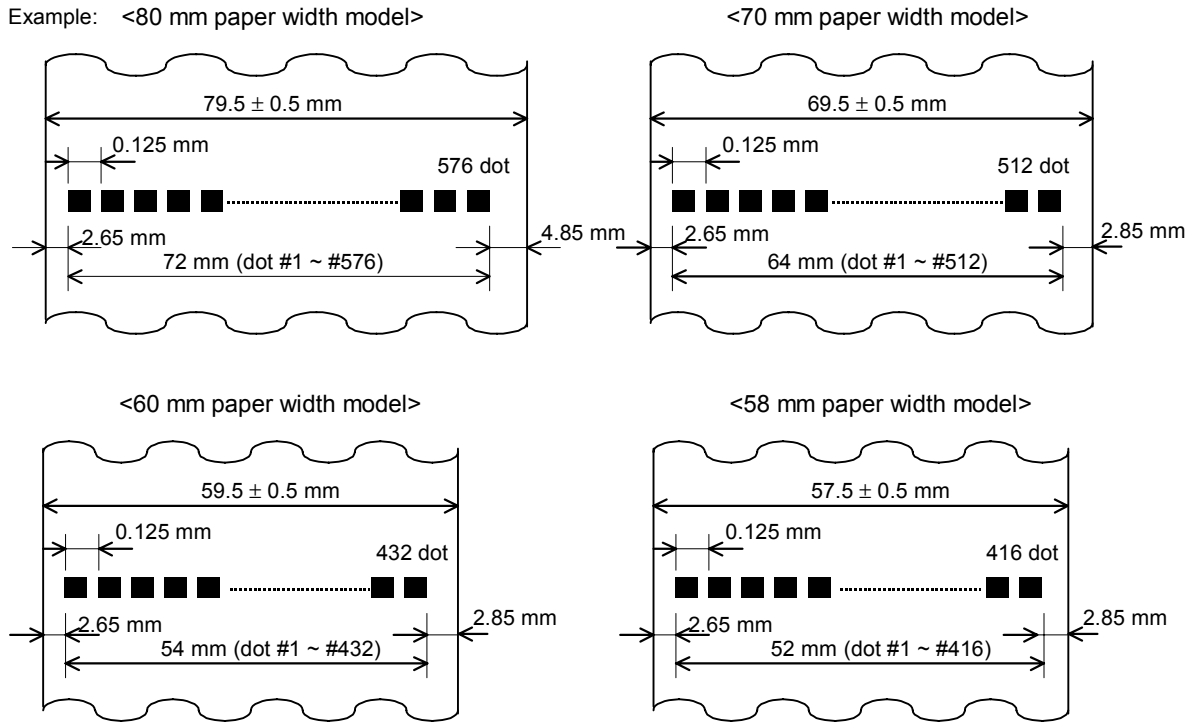 Example: <80 mm paper width model>
79.5 ± 0.5 mm
0.125 mm
576 dot
2.65 mm
4.85 mm
72 mm (dot #1 ~ #576)
<70 mm paper width model>
69.5 ± 0.5 mm
0.125 mm
512 dot
2.65 mm
2.85 mm
64 mm (dot #1 ~ #512)
<60 mm paper width model>
59.5 ± 0.5 mm
0.125 mm
432 dot
2.65 mm
2.85 mm
54 mm (dot #1 ~ #432)
<58 mm paper width model>
57.5 ± 0.5 mm
0.125 mm
416 dot
2.65 mm
2.85 mm
52 mm (dot #1 ~ #416)